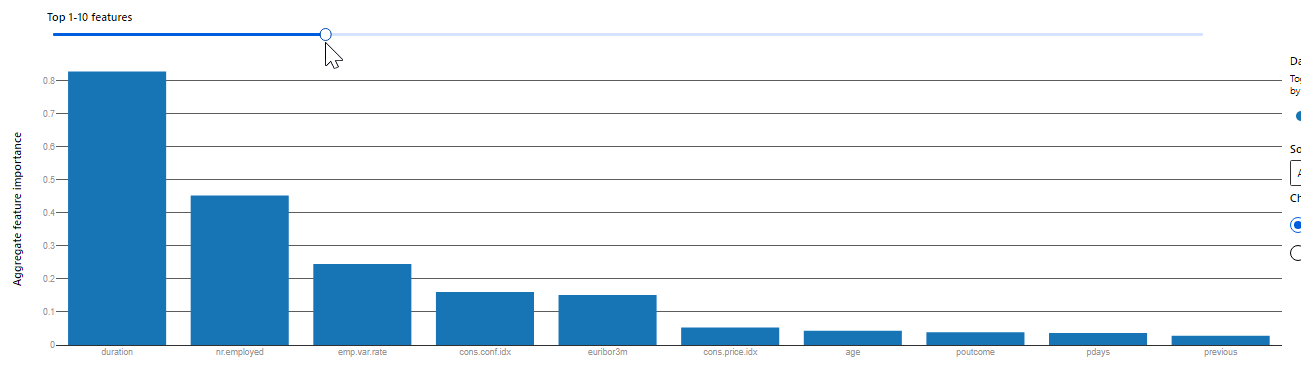 Top 1-10 features
Aggregate feature importance
0.8
0.7
0.6
0.5
0.4
0.3
0.2
0.1
0
duration nr.employed emp.var.rate cons.conf.idx euribor3m cons.price.idx age poutcome pdays previous
by